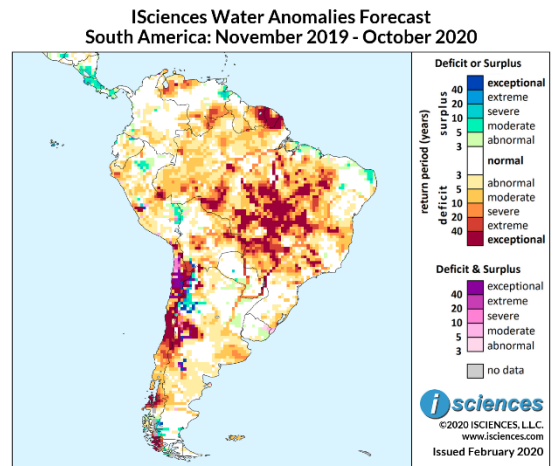 ISciences Water Anomalies Forecast
South America: November 2019 - October 2020
Deficit or Surplus
return period (years)
surplus
deficit
exceptional
40
extreme
20
severe
10
moderate
5
abnormal
3
normal
3
abnormal
5
moderate
10
severe
20
extreme
40
exceptional
Deficit & Surplus
exceptional
40
extreme
20
severe
10
moderate
5
abnormal
3
no data
i sciences
©2020 ISCIENCES, L.L.C.
www.isciences.com
Issued February 2020